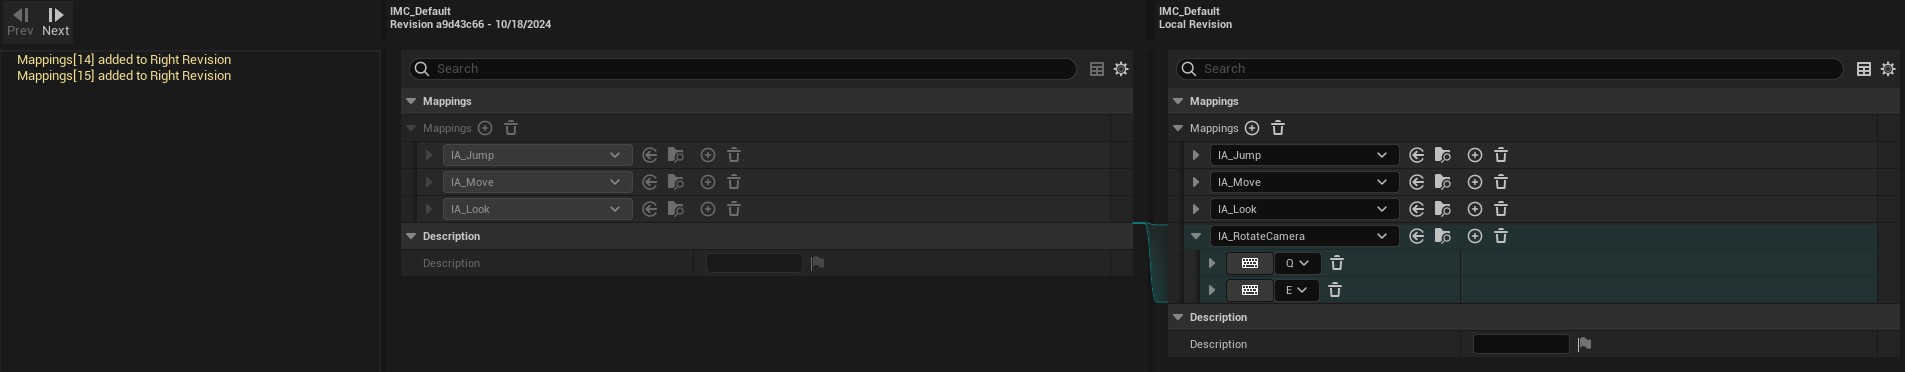 Prev Next
Mappings[14] added to Right Revision
Mappings[15] added to Right Revision
IMC_Default
Revision a9d43c66 - 10/18/2024
Search
Mappings
Mappings
IA_Jump
IA_Move
IA_Look
Description
Description
IMC_Default
Local Revision
Search
Mappings
Mappings
IA_Jump
IA_Move
IA_Look
IA_RotateCamera
Q
E
Description
Description